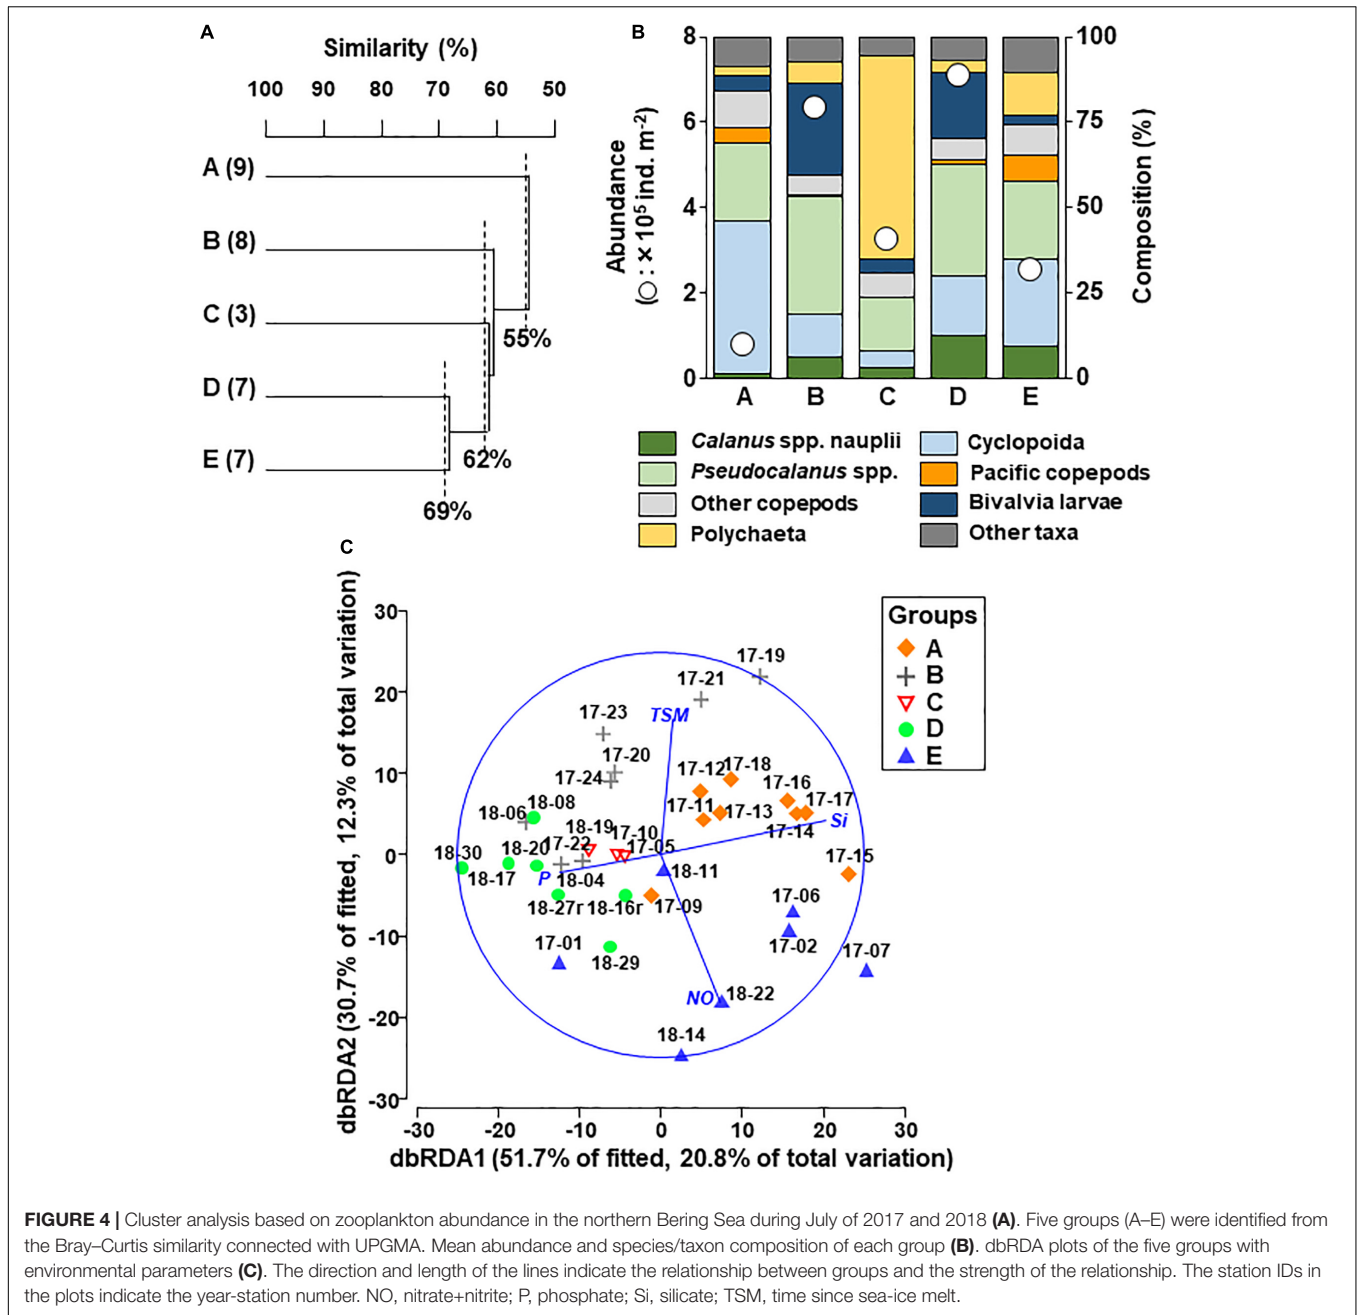 A
Similarity (%)
100 90 80 70 60 50
A (9)
B (8)
C (3)
D (7)
E (7)
55%
62%
69%
B
Abundance
(○ : × 10⁵ ind. m⁻²)
8
6
4
2
0
100
75
50
25
0
Composition (%)
A B C D E
Calanus spp. nauplii
Cyclopoida
Pseudocalanus spp.
Pacific copepods
Other copepods
Bivalvia larvae
Polychaeta
Other taxa
C
dbRDA2 (30.7% of fitted, 12.3% of total variation)
30
20
10
0
-10
-20
-30
-30 -20 -10 0 10 20 30
dbRDA1 (51.7% of fitted, 20.8% of total variation)
Groups
A
B
C
D
E
17-19
17-21
TSM
17-23
17-20
17-24
17-12
17-18
17-16
17-17
17-11
17-13
17-14
Si
18-06
18-08
18-19
17-10
17-05
17-22
18-20
18-30
18-17
P
18-04
18-11
17-15
18-27r
18-16r
17-09
17-06
17-02
17-07
17-01
18-29
NO
18-22
18-14
FIGURE 4 | Cluster analysis based on zooplankton abundance in the northern Bering Sea during July of 2017 and 2018 (A). Five groups (A–E) were identified from
the Bray–Curtis similarity connected with UPGMA. Mean abundance and species/taxon composition of each group (B). dbRDA plots of the five groups with
environmental parameters (C). The direction and length of the lines indicate the relationship between groups and the strength of the relationship. The station IDs in
the plots indicate the year-station number. NO, nitrate+nitrite; P, phosphate; Si, silicate; TSM, time since sea-ice melt.